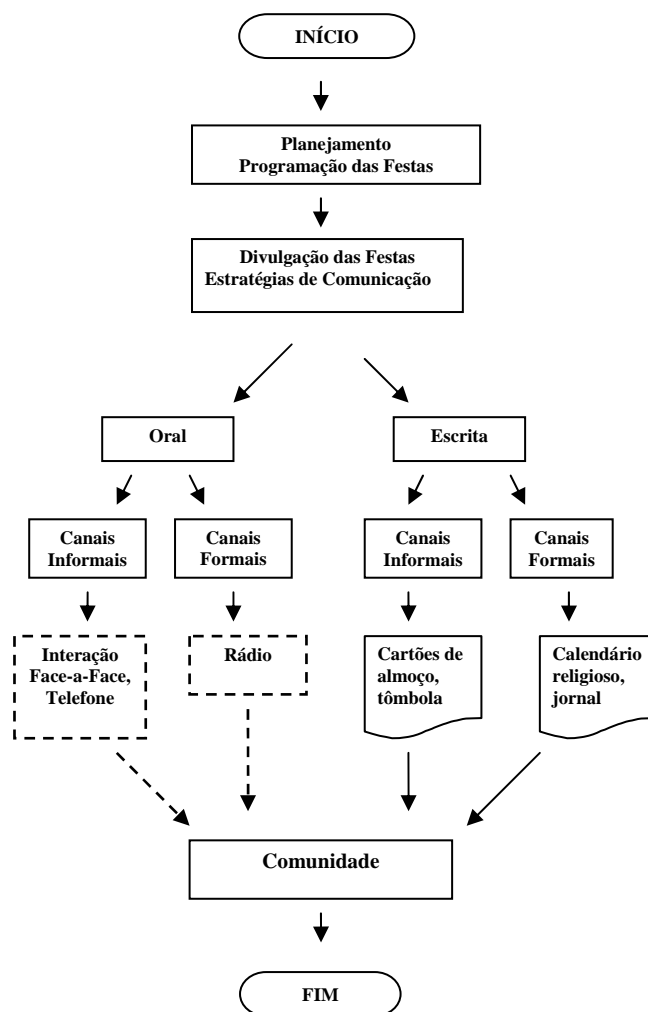 INÍCIO
Planejamento
Programação das Festas
Divulgação das Festas
Estratégias de Comunicação
Oral
Escrita
Canais
Informais
Canais
Formais
Canais
Informais
Canais
Formais
Interação
Face-a-Face,
Telefone
Rádio
Cartões de
almoço,
tômbola
Calendário
religioso,
jornal
Comunidade
FIM